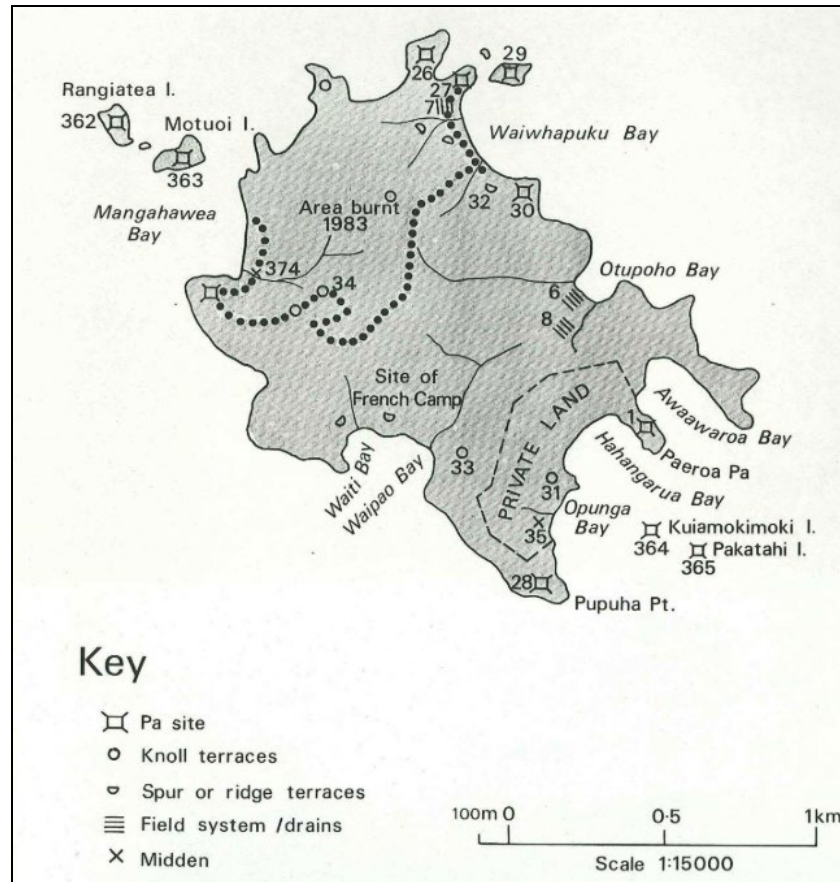 26
29
27
7
Rangiatea I.
362
Motuoi I.
363
Waiwhapuku Bay
Mangahawea
Bay
Area burnt
1983
32
30
374
34
Otupoho Bay
6
8
Site of
French Camp
PRIVATE LAND
1
Awaawaroa Bay
Paeroa Pa
Hahangarua Bay
Waiti Bay
Waipao Bay
33
31
Opunga
Bay
35
Kuiamokimoki I.
364
Pakatahi I.
365
28
Pupuha Pt.
Key
Pa site
Knoll terraces
Spur or ridge terraces
Field system /drains
Midden
100m 0 0·5 1km
Scale 1:15000